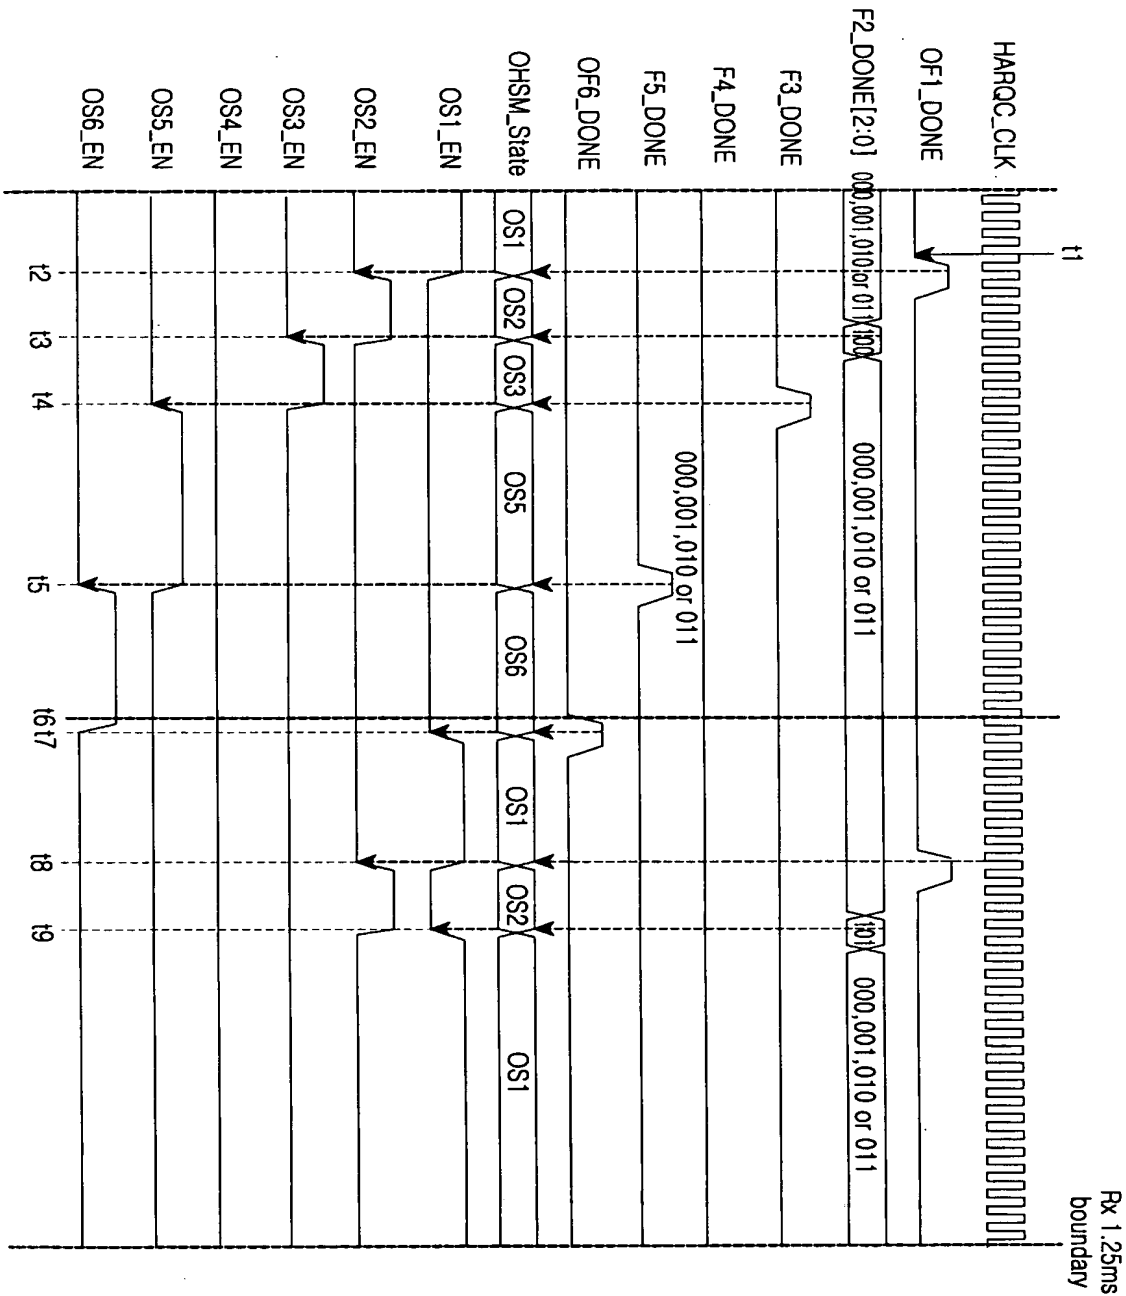 Rx 1.25ms
boundary
t1
HARQC_CLK
OF1_DONE
F2_DONE[2:0] 000,001,010 or 011 100 000,001,010 or 011 101 000,001,010 or 011
F3_DONE
F4_DONE
000,001,010 or 011
F5_DONE
OF6_DONE
OHSM_State OS1 OS2 OS3 OS5 OS6 OS1 OS2 OS1
OS1_EN
OS2_EN
OS3_EN
OS4_EN
OS5_EN
OS6_EN
t2 t3 t4 t5 t6 t7 t8 t9